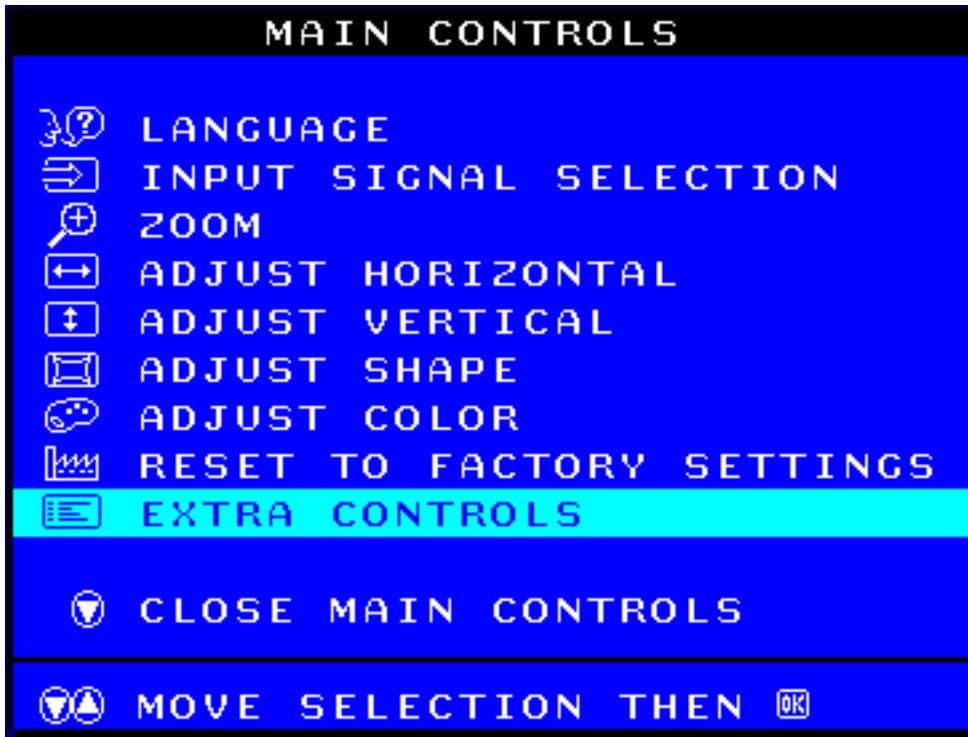 MAIN CONTROLS
LANGUAGE
INPUT SIGNAL SELECTION
ZOOM
ADJUST HORIZONTAL
ADJUST VERTICAL
ADJUST SHAPE
ADJUST COLOR
RESET TO FACTORY SETTINGS
EXTRA CONTROLS
CLOSE MAIN CONTROLS
MOVE SELECTION THEN OK